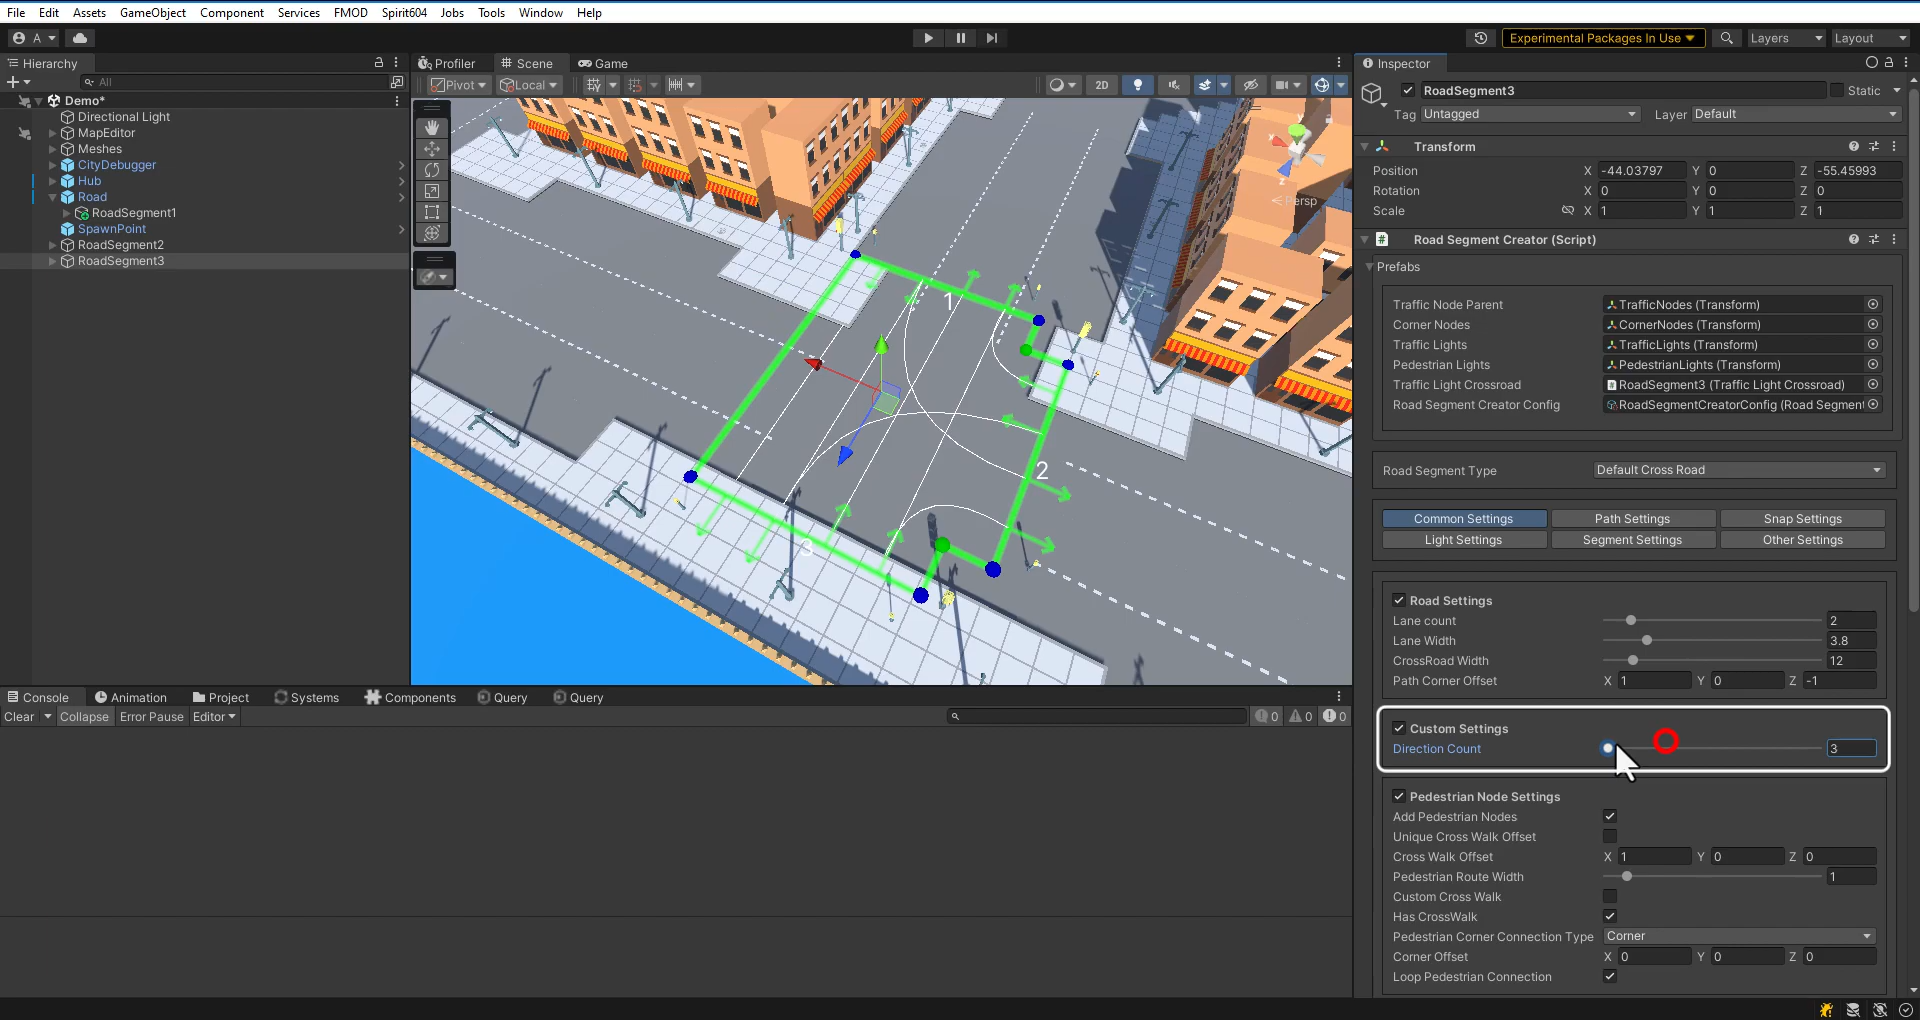 File Edit Assets GameObject Component Services FMOD Spirit604 Jobs Tools Window Help
A Experimental Packages In Use Layers Layout
Hierarchy
All
Demo*
Directional Light
MapEditor
Meshes
CityDebugger
Hub
Road
RoadSegment1
SpawnPoint
RoadSegment2
RoadSegment3
Profiler Scene Game
Pivot Local 2D
y
x
z
Persp
1
2
3
Console Animation Project Systems Components Query Query
Clear Collapse Error Pause Editor 0 0 0
Inspector
RoadSegment3 Static
Tag Untagged Layer Default
Transform
Position X -44.03797 Y 0 Z -55.45993
Rotation X 0 Y 0 Z 0
Scale X 1 Y 1 Z 1
Road Segment Creator (Script)
Prefabs
Traffic Node Parent TrafficNodes (Transform)
Corner Nodes CornerNodes (Transform)
Traffic Lights TrafficLights (Transform)
Pedestrian Lights PedestrianLights (Transform)
Traffic Light Crossroad RoadSegment3 (Traffic Light Crossroad)
Road Segment Creator Config RoadSegmentCreatorConfig (Road Segment
Road Segment Type Default Cross Road
Common Settings Path Settings Snap Settings
Light Settings Segment Settings Other Settings
Road Settings
Lane count 2
Lane Width 3.8
CrossRoad Width 12
Path Corner Offset X 1 Y 0 Z -1
Custom Settings
Direction Count 3
Pedestrian Node Settings
Add Pedestrian Nodes
Unique Cross Walk Offset
Cross Walk Offset X 1 Y 0 Z 0
Pedestrian Route Width 1
Custom Cross Walk
Has CrossWalk
Pedestrian Corner Connection Type Corner
Corner Offset X 0 Y 0 Z 0
Loop Pedestrian Connection